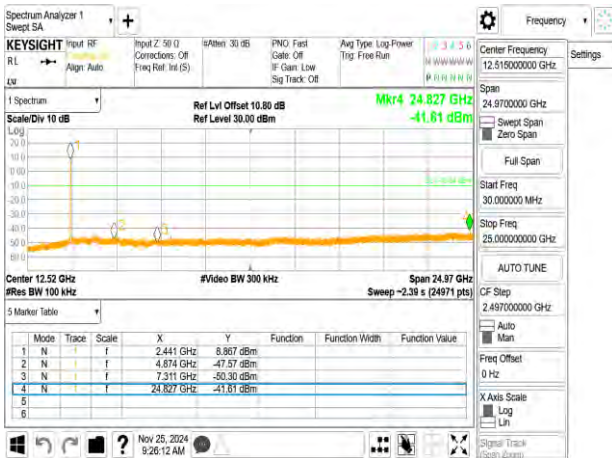 Spectrum Analyzer 1
Swept SA
+
Frequency
KEYSIGHT
Input: RF
Input Z: 50 Ω
#Atten: 30 dB
PNO: Fast
Avg Type: Log-Power
RL
Align: Auto
Corrections: Off
Freq Ref: Int (S)
Gate: Off
IF Gain: Low
Sig Track: Off
Trig: Free Run
LW
Settings
1 Spectrum
Scale/Div 10 dB
Ref Lvl Offset 10.80 dB
Ref Level 30.00 dBm
Mkr4 24.827 GHz
-41.61 dBm
Log
Center 12.52 GHz
#Res BW 100 kHz
#Video BW 300 kHz
Span 24.97 GHz
Sweep ~2.39 s (24971 pts)
5 Marker Table
Mode Trace Scale X Y Function Function Width Function Value
1 N 1 f 2.441 GHz 8.867 dBm
2 N 1 f 4.874 GHz -47.57 dBm
3 N 1 f 7.311 GHz -50.30 dBm
4 N 1 f 24.827 GHz -41.61 dBm
5
6
Nov 25, 2024
9:26:12 AM
Center Frequency
12.515000000 GHz
Span
24.9700000 GHz
Swept Span
Zero Span
Full Span
Start Freq
30.000000 MHz
Stop Freq
25.000000000 GHz
AUTO TUNE
CF Step
2.497000000 GHz
Auto
Man
Freq Offset
0 Hz
X Axis Scale
Log
Lin
Signal Track
(Span Zoom)